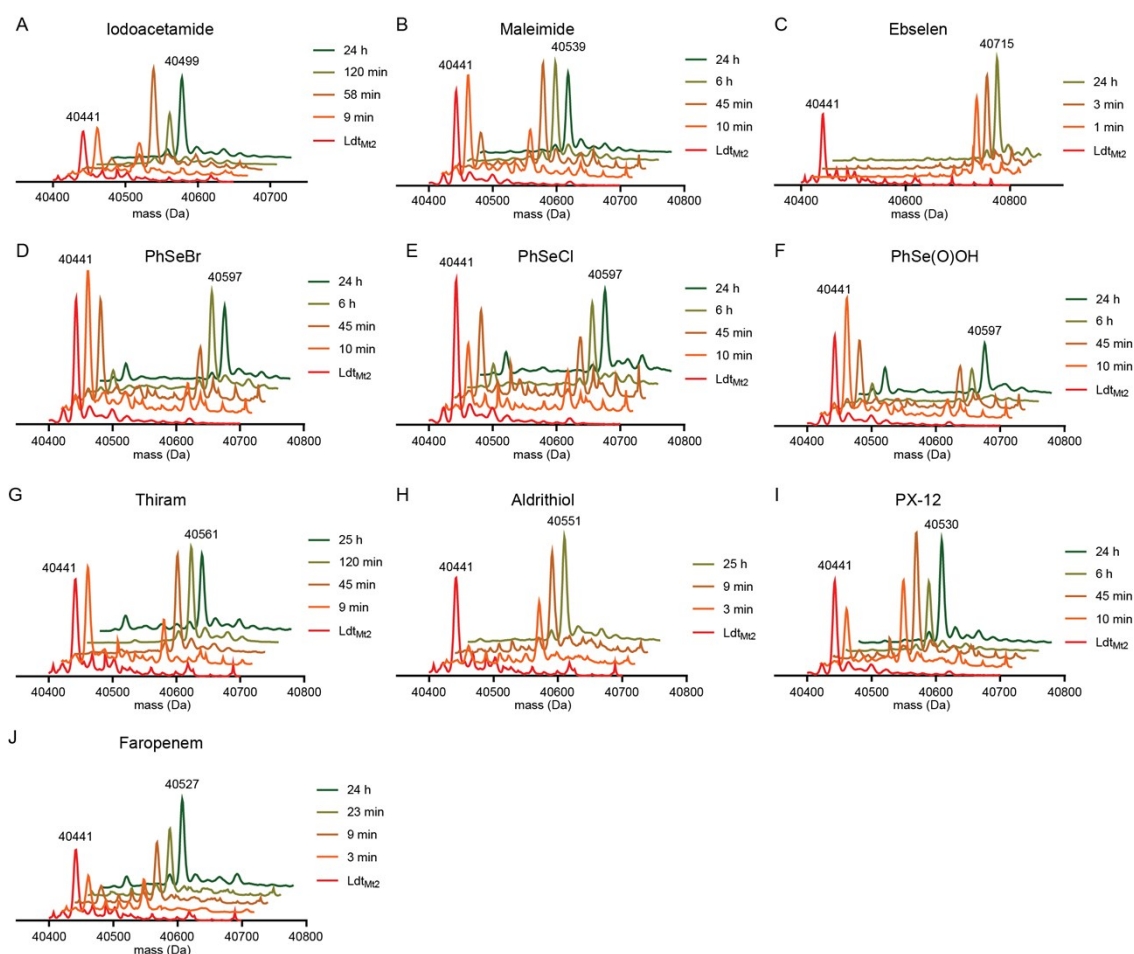 A
Iodoacetamide
40499
40441
24 h
120 min
58 min
9 min
LdtMt2
40400 40500 40600 40700
mass (Da)
B
Maleimide
40539
40441
24 h
6 h
45 min
10 min
LdtMt2
40400 40500 40600 40700 40800
mass (Da)
C
Ebselen
40715
40441
24 h
3 min
1 min
LdtMt2
40400 40600 40800
mass (Da)
D
PhSeBr
40441
40597
24 h
6 h
45 min
10 min
LdtMt2
40400 40500 40600 40700 40800
mass (Da)
E
PhSeCl
40441
40597
24 h
6 h
45 min
10 min
LdtMt2
40400 40500 40600 40700 40800
mass (Da)
F
PhSe(O)OH
40441
40597
24 h
6 h
45 min
10 min
LdtMt2
40400 40500 40600 40700 40800
mass (Da)
G
Thiram
40561
40441
25 h
120 min
45 min
9 min
LdtMt2
40400 40500 40600 40700 40800
mass (Da)
H
Aldrithiol
40551
40441
25 h
9 min
3 min
LdtMt2
40400 40500 40600 40700 40800
mass (Da)
I
PX-12
40530
40441
24 h
6 h
45 min
10 min
LdtMt2
40400 40500 40600 40700 40800
mass (Da)
J
Faropenem
40527
40441
24 h
23 min
9 min
3 min
LdtMt2
40400 40500 40600 40700 40800
mass (Da)